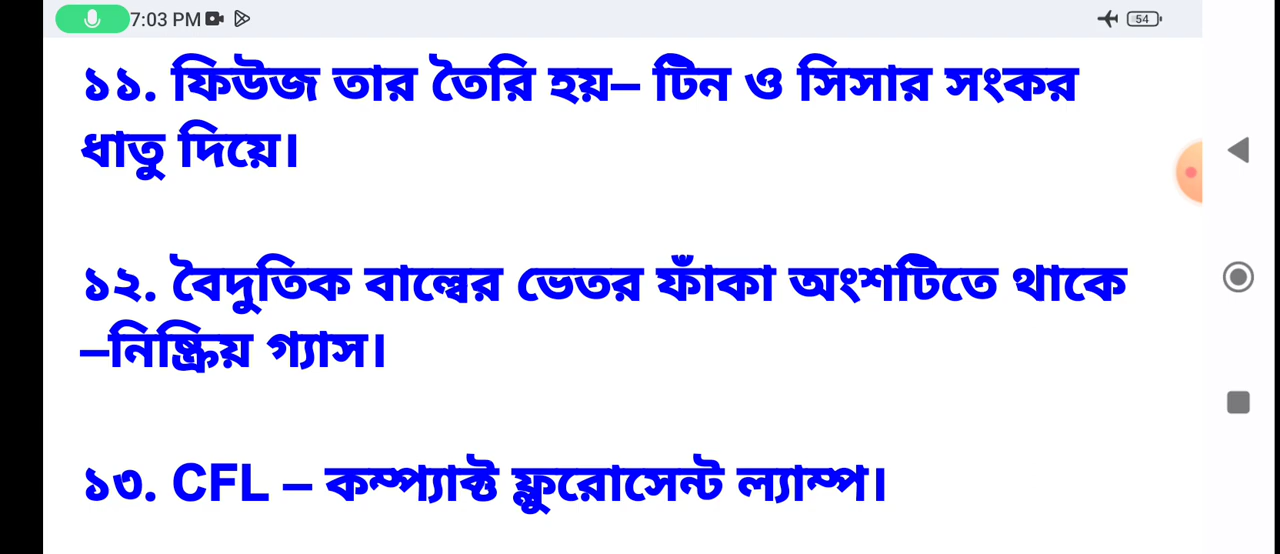 7:03 PM
54
১১. ফিউজ তার তৈরি হয়– টিন ও সিসার সংকর
ধাতু দিয়ে।
১২. বৈদুতিক বাল্বের ভেতর ফাঁকা অংশটিতে থাকে
–নিষ্ক্রিয় গ্যাস।
১৩. CFL – কম্প্যাক্ট ফ্লুরোসেন্ট ল্যাম্প।